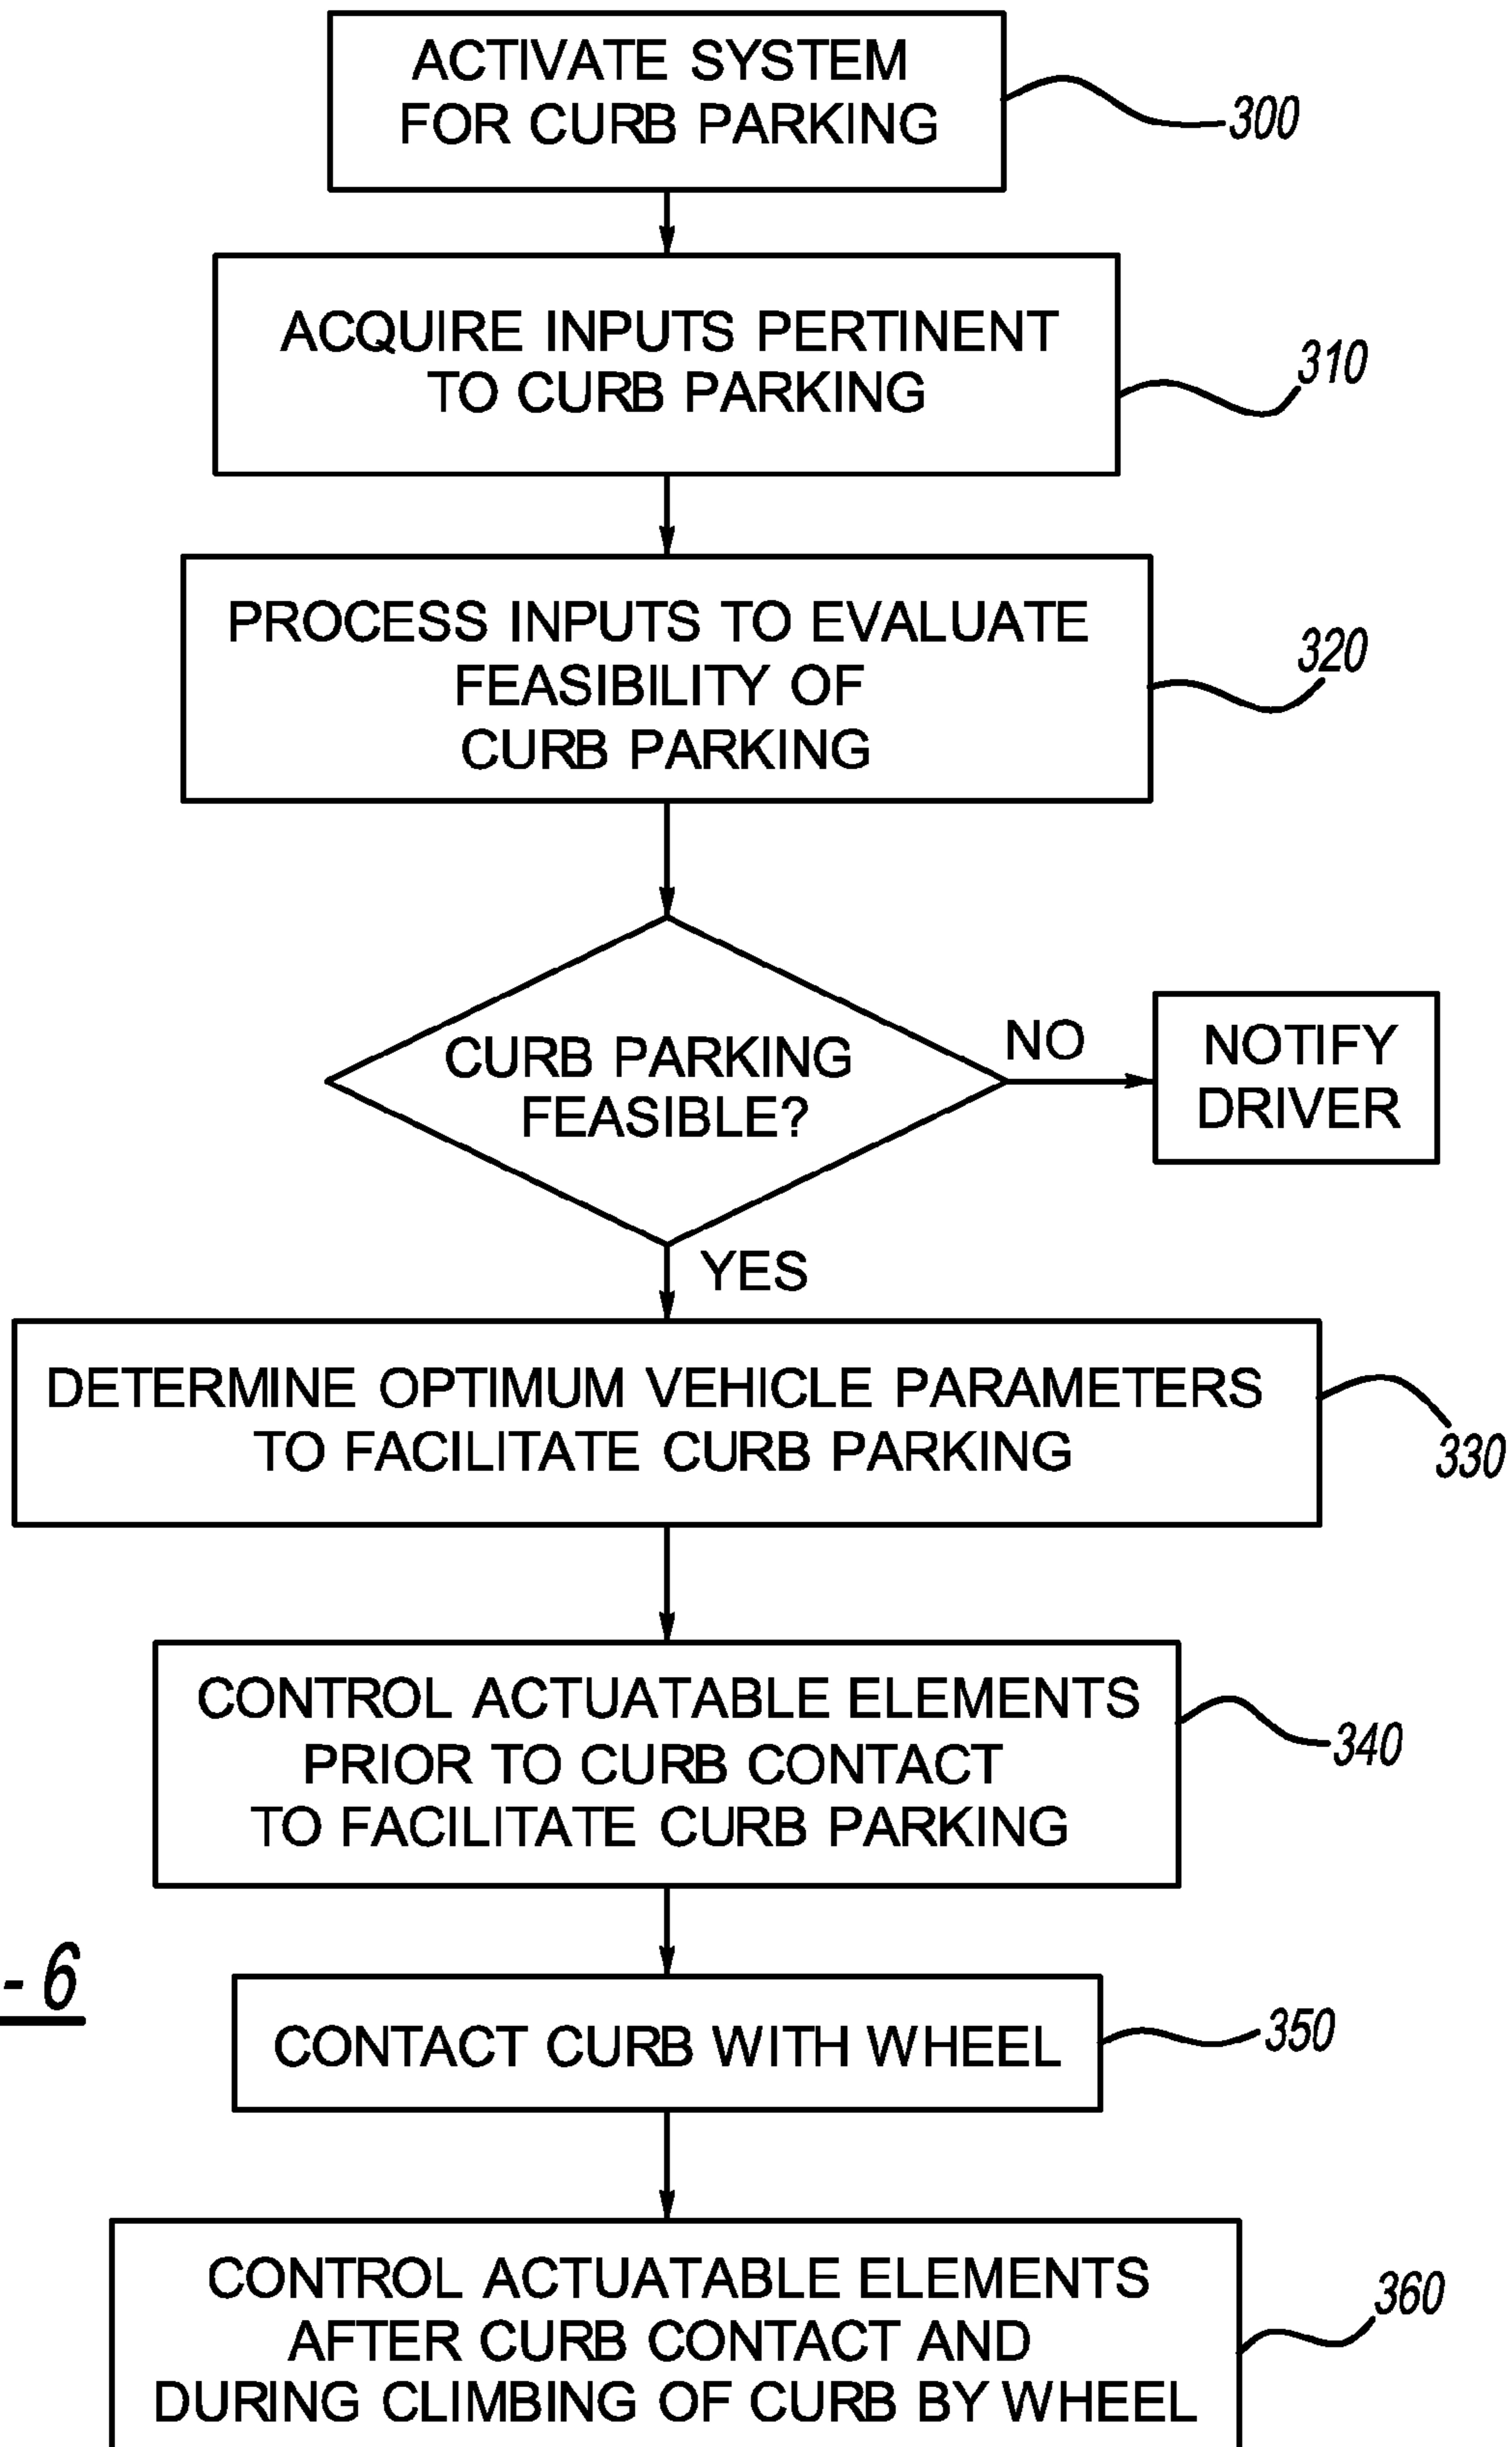 ACTIVATE SYSTEM
FOR CURB PARKING
300
ACQUIRE INPUTS PERTINENT
TO CURB PARKING
310
PROCESS INPUTS TO EVALUATE
FEASIBILITY OF
CURB PARKING
320
CURB PARKING
FEASIBLE?
NO
NOTIFY
DRIVER
YES
DETERMINE OPTIMUM VEHICLE PARAMETERS
TO FACILITATE CURB PARKING
330
CONTROL ACTUATABLE ELEMENTS
PRIOR TO CURB CONTACT
TO FACILITATE CURB PARKING
340
- 6
CONTACT CURB WITH WHEEL
350
CONTROL ACTUATABLE ELEMENTS
AFTER CURB CONTACT AND
DURING CLIMBING OF CURB BY WHEEL
360